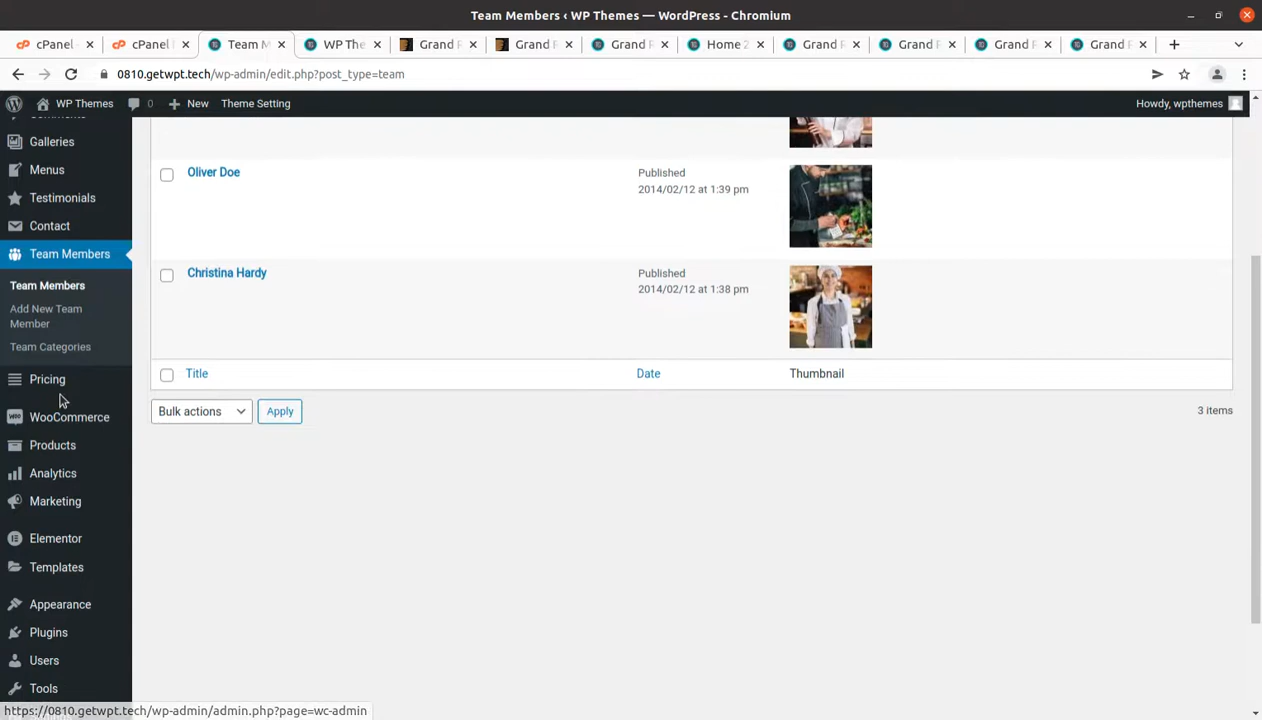 Team Members ‹ WP Themes — WordPress - Chromium
cPanel
cPanel
Team M
WP The
Grand R
Grand
Grand R
Home 2
Grand R
Grand
Grand
Grand F
0810.getwpt.tech/wp-admin/edit.php?post_type=team
WP Themes
0
New
Theme Setting
Howdy, wpthemes
Galleries
Menus
Testimonials
Contact
Team Members
Team Members
Add New Team
Member
Team Categories
Pricing
WooCommerce
Products
Analytics
Marketing
Elementor
Templates
Appearance
Plugins
Users
Tools
Oliver Doe
Published
2014/02/12 at 1:39 pm
Christina Hardy
Published
2014/02/12 at 1:38 pm
Title
Date
Thumbnail
Bulk actions
Apply
3 items
https://0810.getwpt.tech/wp-admin/admin.php?page=wc-admin